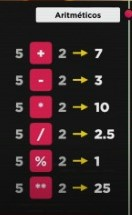 Aritméticos
5 + 2 → 7
5 - 2 → 3
5 * 2 → 10
5 / 2 → 2.5
5 % 2 → 1
5 ** 2 → 25